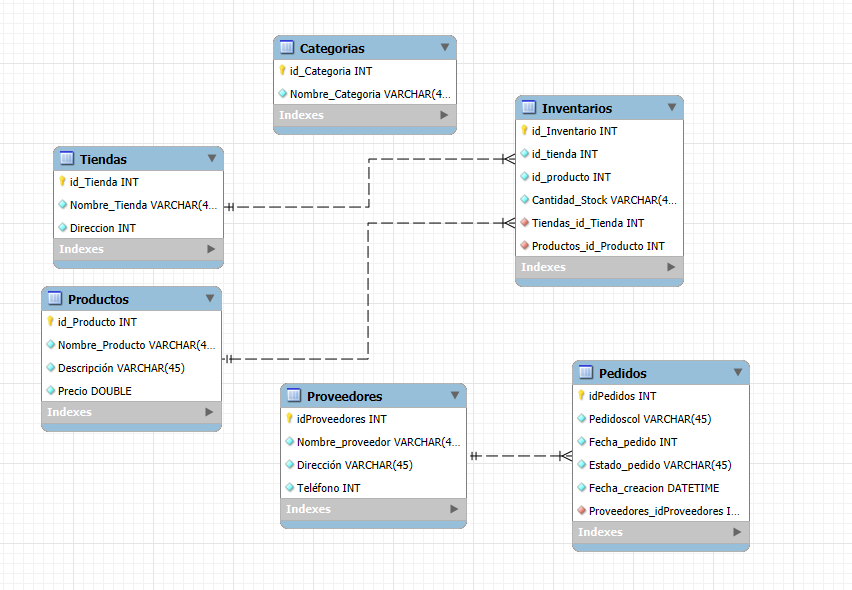 Categorias
id_Categoria INT
Nombre_Categoria VARCHAR(4...
Indexes
Inventarios
id_Inventario INT
id_tienda INT
id_producto INT
Cantidad_Stock VARCHAR(4...
Tiendas_id_Tienda INT
Productos_id_Producto INT
Indexes
Tiendas
id_Tienda INT
Nombre_Tienda VARCHAR(4...
Direccion INT
Indexes
Productos
id_Producto INT
Nombre_Producto VARCHAR(4...
Descripción VARCHAR(45)
Precio DOUBLE
Indexes
Proveedores
idProveedores INT
Nombre_proveedor VARCHAR(4...
Dirección VARCHAR(45)
Teléfono INT
Indexes
Pedidos
idPedidos INT
Pedidoscol VARCHAR(45)
Fecha_pedido INT
Estado_pedido VARCHAR(45)
Fecha_creacion DATETIME
Proveedores_idProveedores I...
Indexes